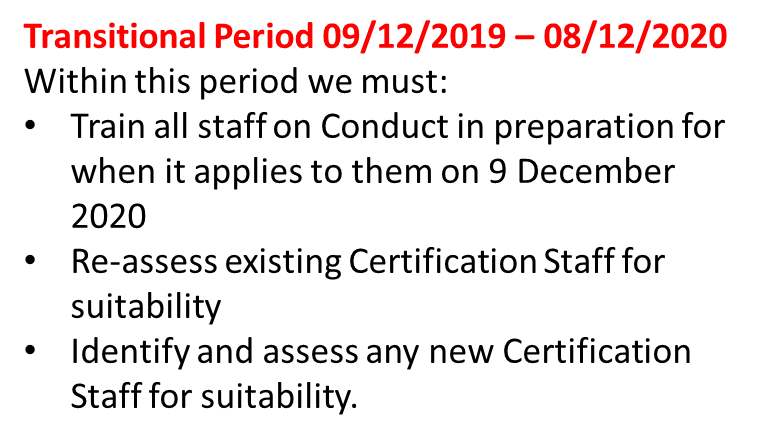 Transitional Period 09/12/2019 – 08/12/2020
Within this period we must:
• Train all staff on Conduct in preparation for
when it applies to them on 9 December
2020
• Re-assess existing Certification Staff for
suitability
• Identify and assess any new Certification
Staff for suitability.